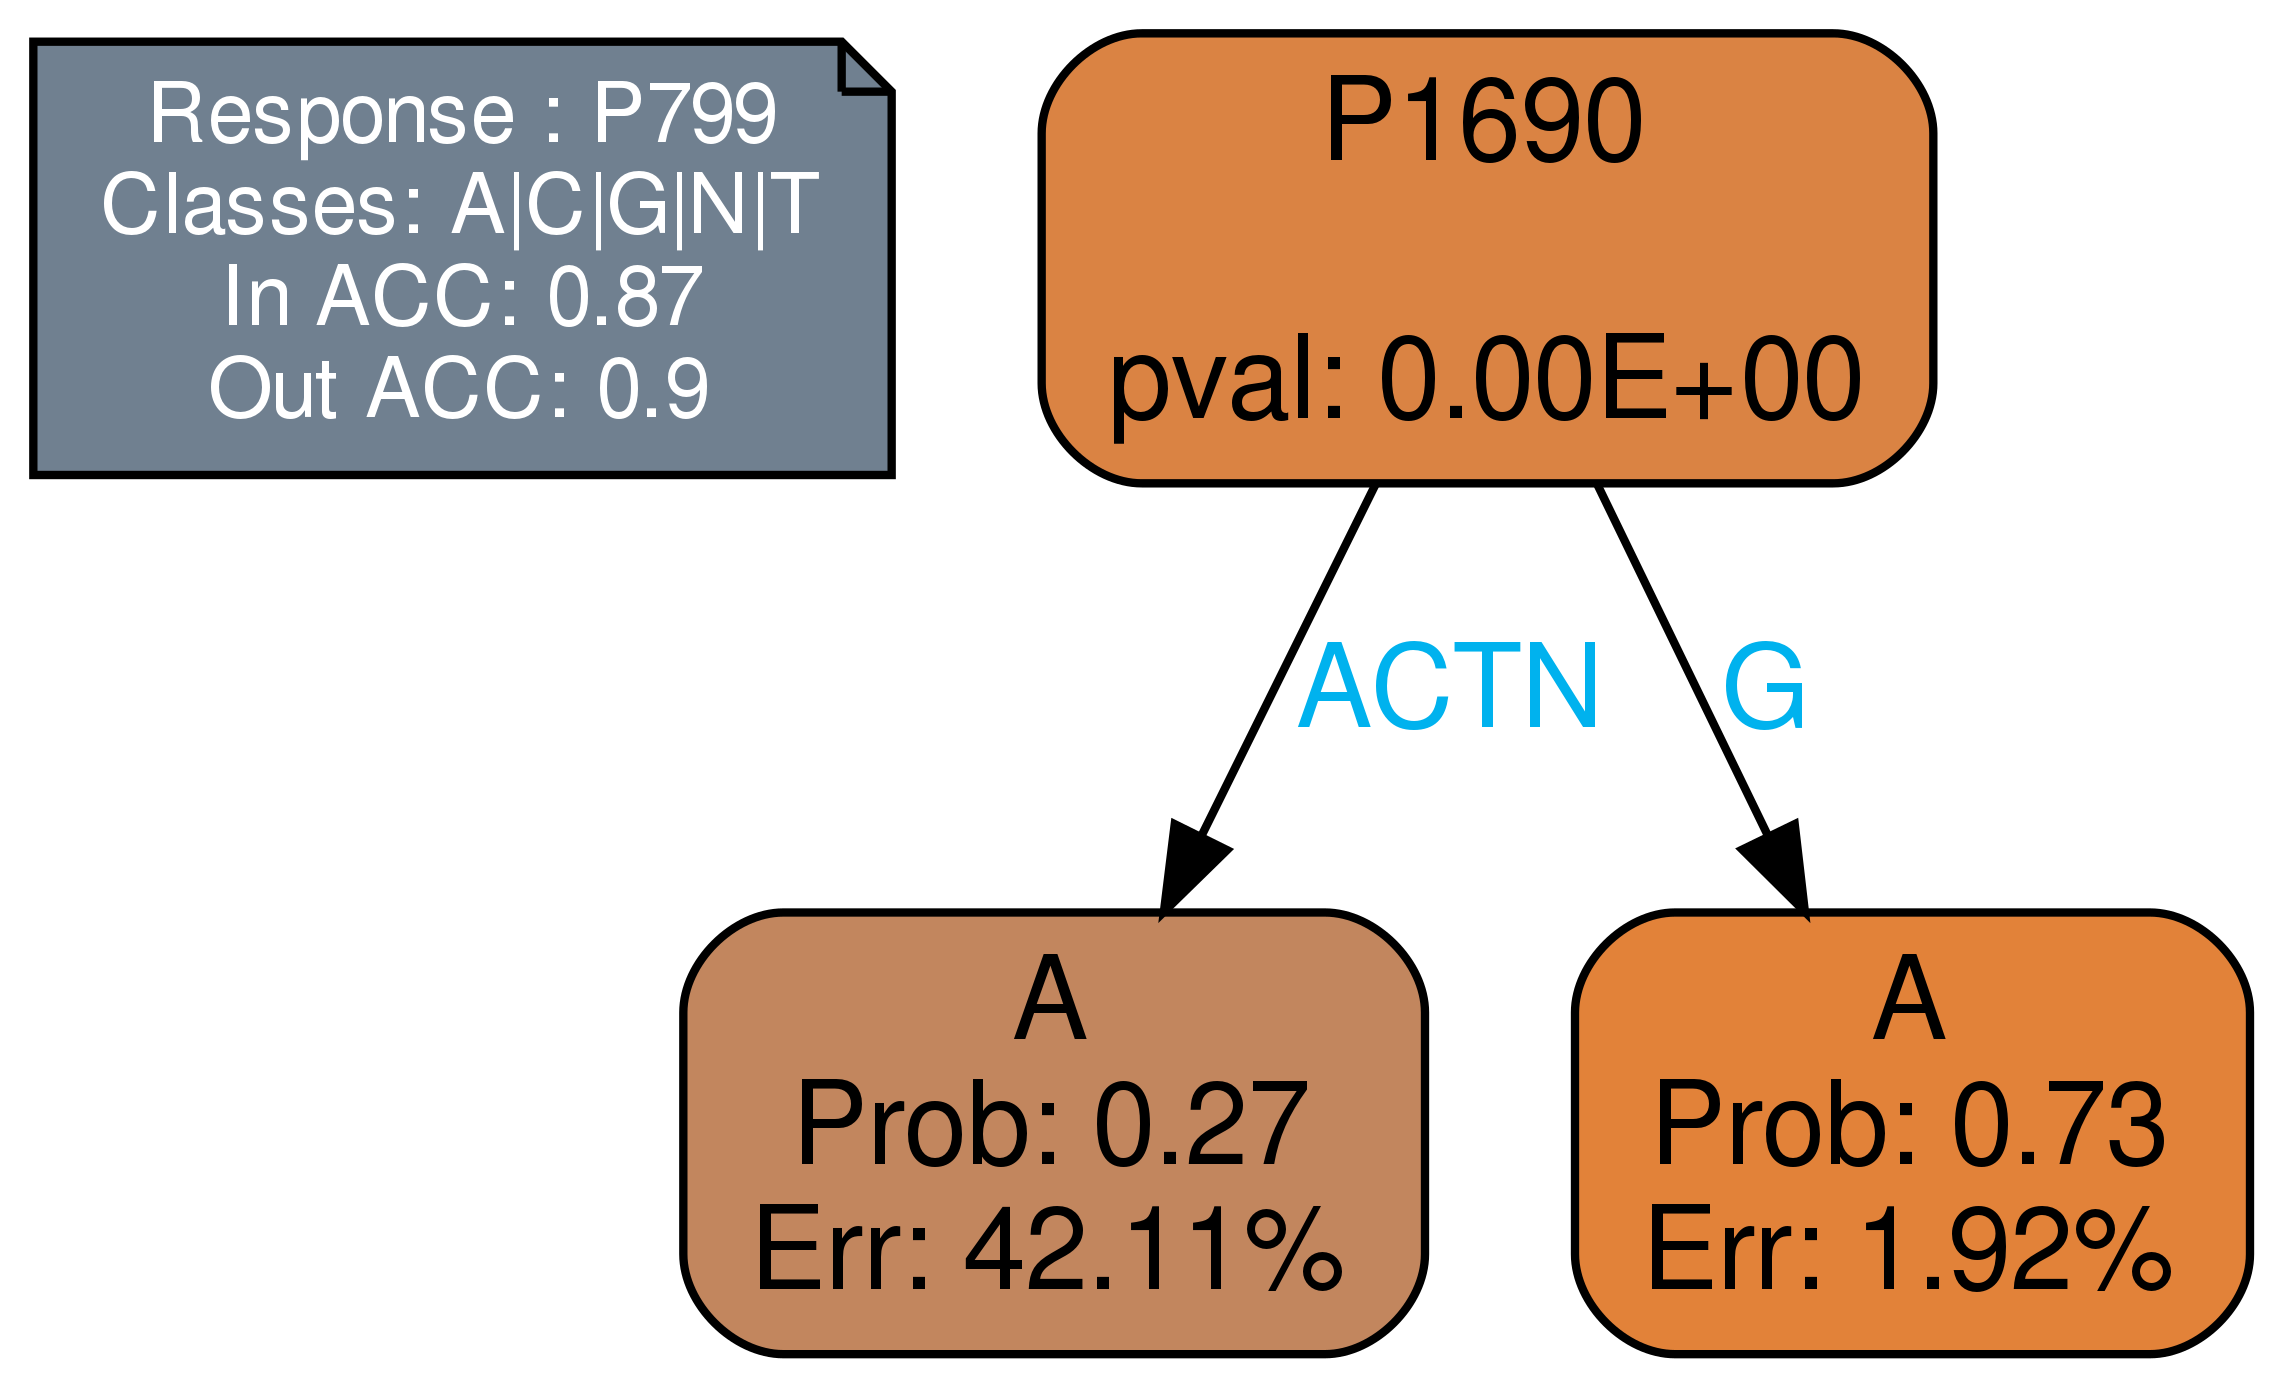 Response : P799
Classes: A|C|G|N|T
In ACC: 0.87
Out ACC: 0.9
P1690
pval: 0.00E+00
ACTN
G
A
Prob: 0.27
Err: 42.11%
A
Prob: 0.73
Err: 1.92%